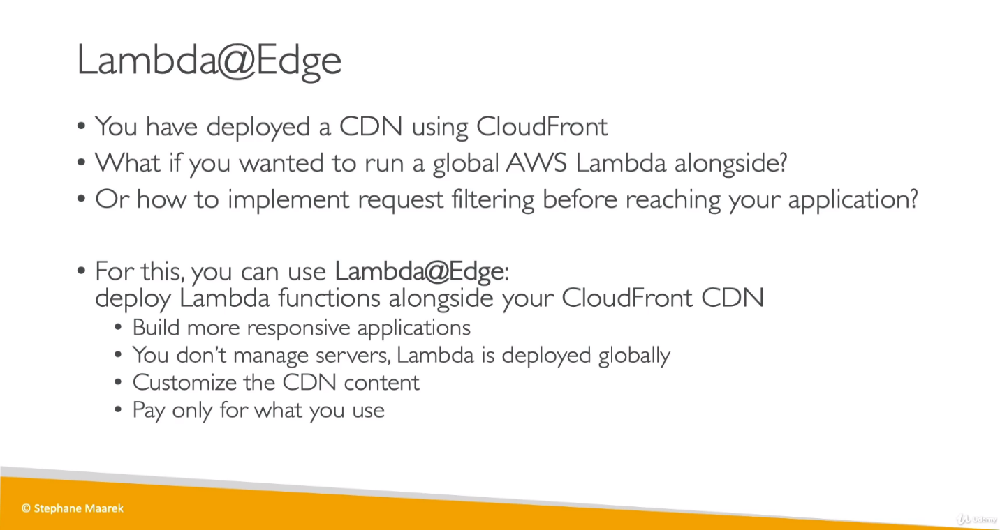 Lambda@Edge
• You have deployed a CDN using CloudFront
• What if you wanted to run a global AWS Lambda alongside?
• Or how to implement request filtering before reaching your application?
• For this, you can use Lambda@Edge:
deploy Lambda functions alongside your CloudFront CDN
• Build more responsive applications
• You don't manage servers, Lambda is deployed globally
• Customize the CDN content
• Pay only for what you use
© Stephane Maarek
Udemy